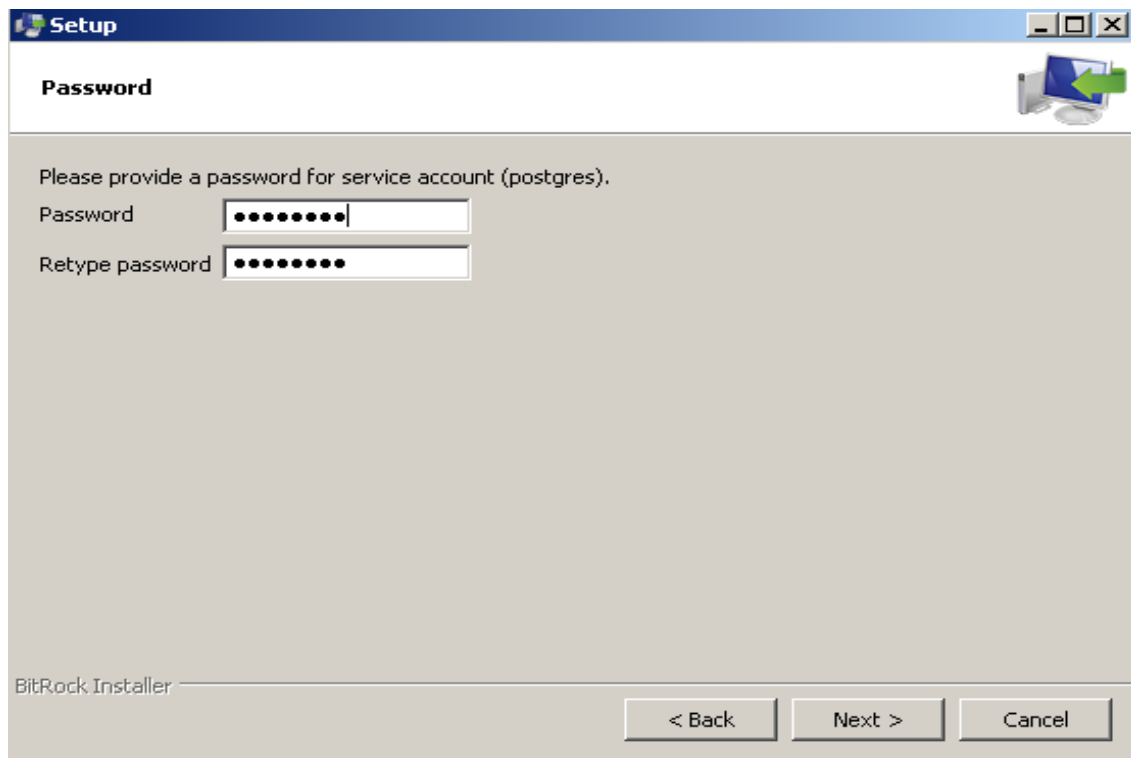 Setup
Password
Please provide a password for service account (postgres).
Password ••••••••
Retype password ••••••••
BitRock Installer
< Back Next > Cancel